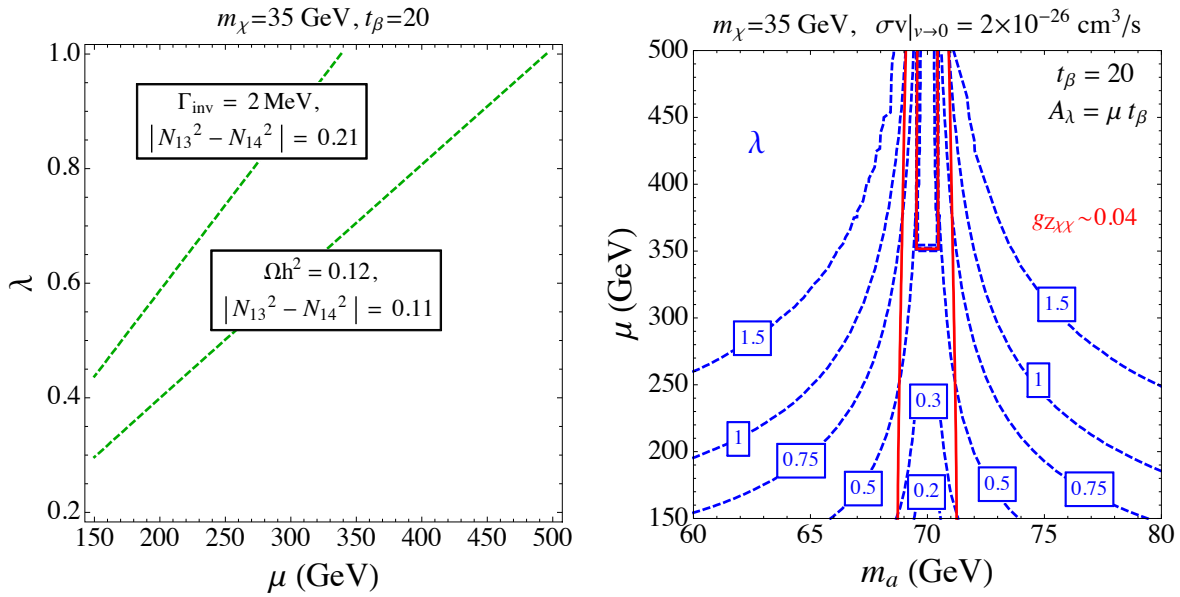 m_χ=35 GeV, t_β=20
Γ_inv = 2 MeV,
|N_13^2 − N_14^2| = 0.21
Ωh^2 = 0.12,
|N_13^2 − N_14^2| = 0.11
λ
1.0
0.8
0.6
0.4
0.2
150 200 250 300 350 400 450 500
μ (GeV)
m_χ=35 GeV, σv|_{v→0} = 2×10^−26 cm^3/s
t_β = 20
A_λ = μ t_β
λ
g_Zχχ~0.04
μ (GeV)
500
450
400
350
300
250
200
150
1.5
1.5
1
1
0.3
0.75
0.75
0.5
0.2
0.5
60 65 70 75 80
m_a (GeV)